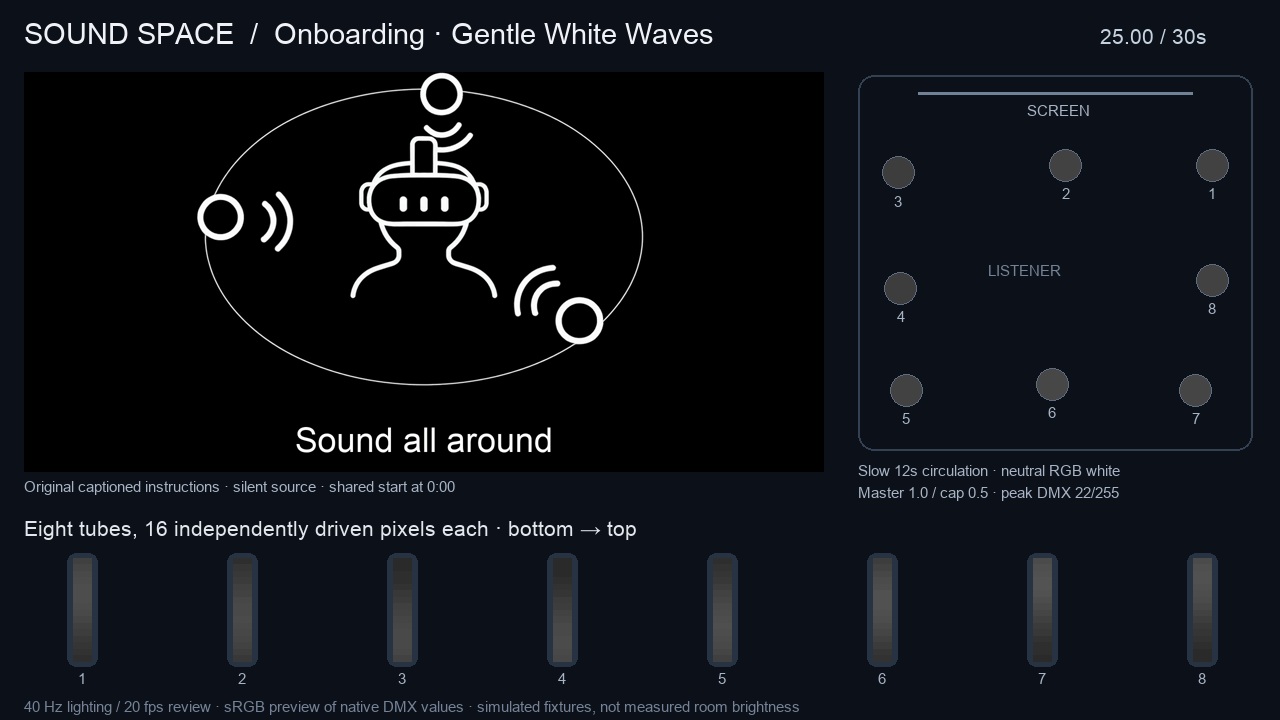 SOUND SPACE / Onboarding · Gentle White Waves
25.00 / 30s
SCREEN
3
2
1
LISTENER
4
8
5
6
7
Sound all around
Original captioned instructions · silent source · shared start at 0:00
Slow 12s circulation · neutral RGB white
Master 1.0 / cap 0.5 · peak DMX 22/255
Eight tubes, 16 independently driven pixels each · bottom → top
1 2 3 4 5 6 7 8
40 Hz lighting / 20 fps review · sRGB preview of native DMX values · simulated fixtures, not measured room brightness